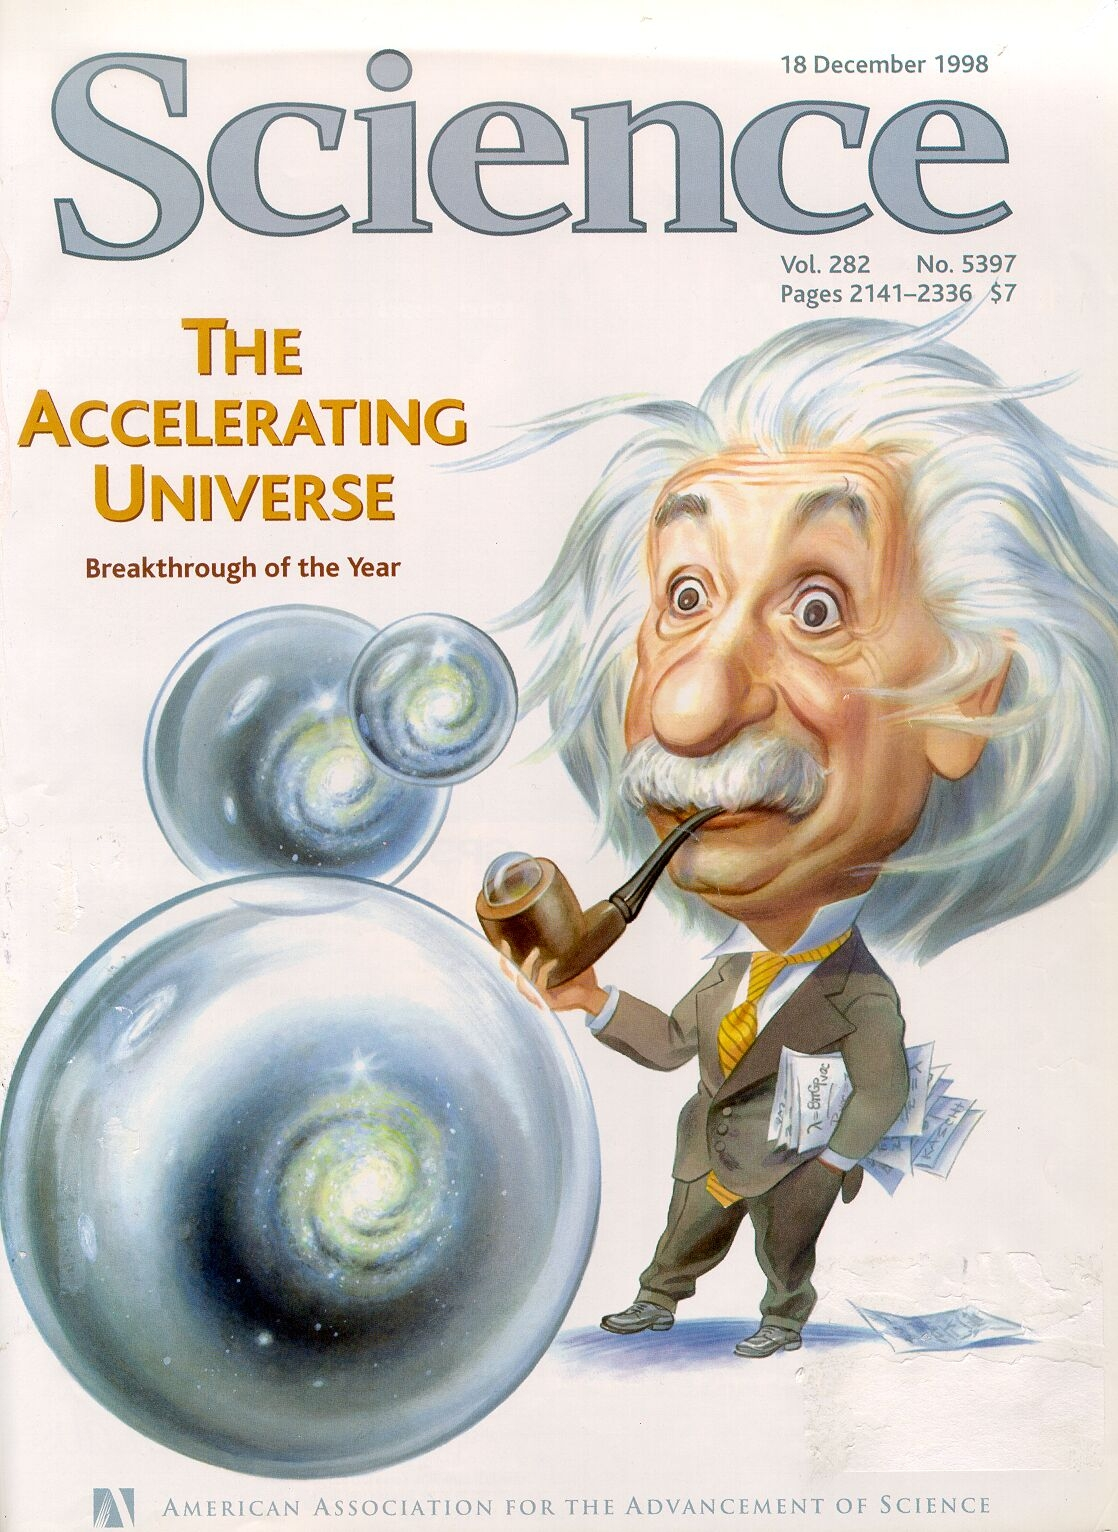 18 December 1998
Science
Vol. 282 No. 5397
Pages 2141–2336 $7
THE
ACCELERATING
UNIVERSE
Breakthrough of the Year
λ=8πGρvac
AMERICAN ASSOCIATION FOR THE ADVANCEMENT OF SCIENCE